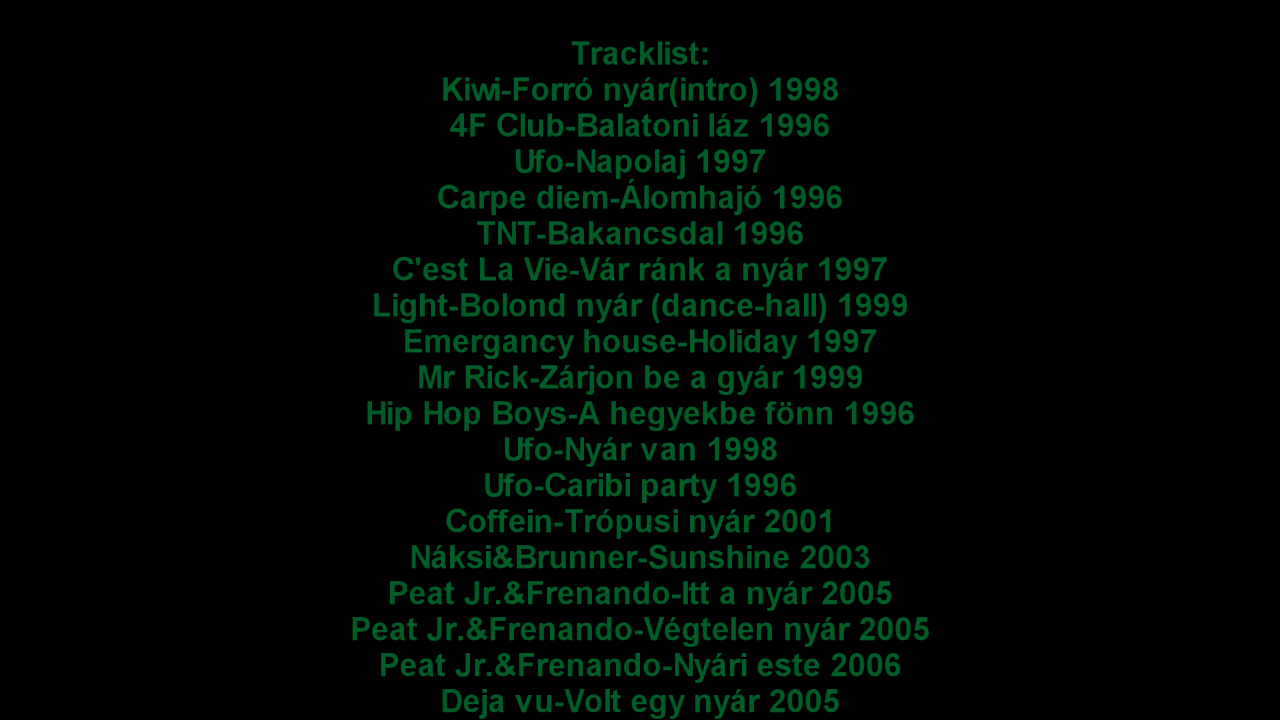 Tracklist:
Kiwi-Forró nyár(intro) 1998
4F Club-Balatoni láz 1996
Ufo-Napolaj 1997
Carpe diem-Álomhajó 1996
TNT-Bakancsdal 1996
C'est La Vie-Vár ránk a nyár 1997
Light-Bolond nyár (dance-hall) 1999
Emergancy house-Holiday 1997
Mr Rick-Zárjon be a gyár 1999
Hip Hop Boys-A hegyekbe fönn 1996
Ufo-Nyár van 1998
Ufo-Caribi party 1996
Coffein-Trópusi nyár 2001
Náksi&Brunner-Sunshine 2003
Peat Jr.&Frenando-Itt a nyár 2005
Peat Jr.&Frenando-Végtelen nyár 2005
Peat Jr.&Frenando-Nyári este 2006
Deja vu-Volt egy nyár 2005